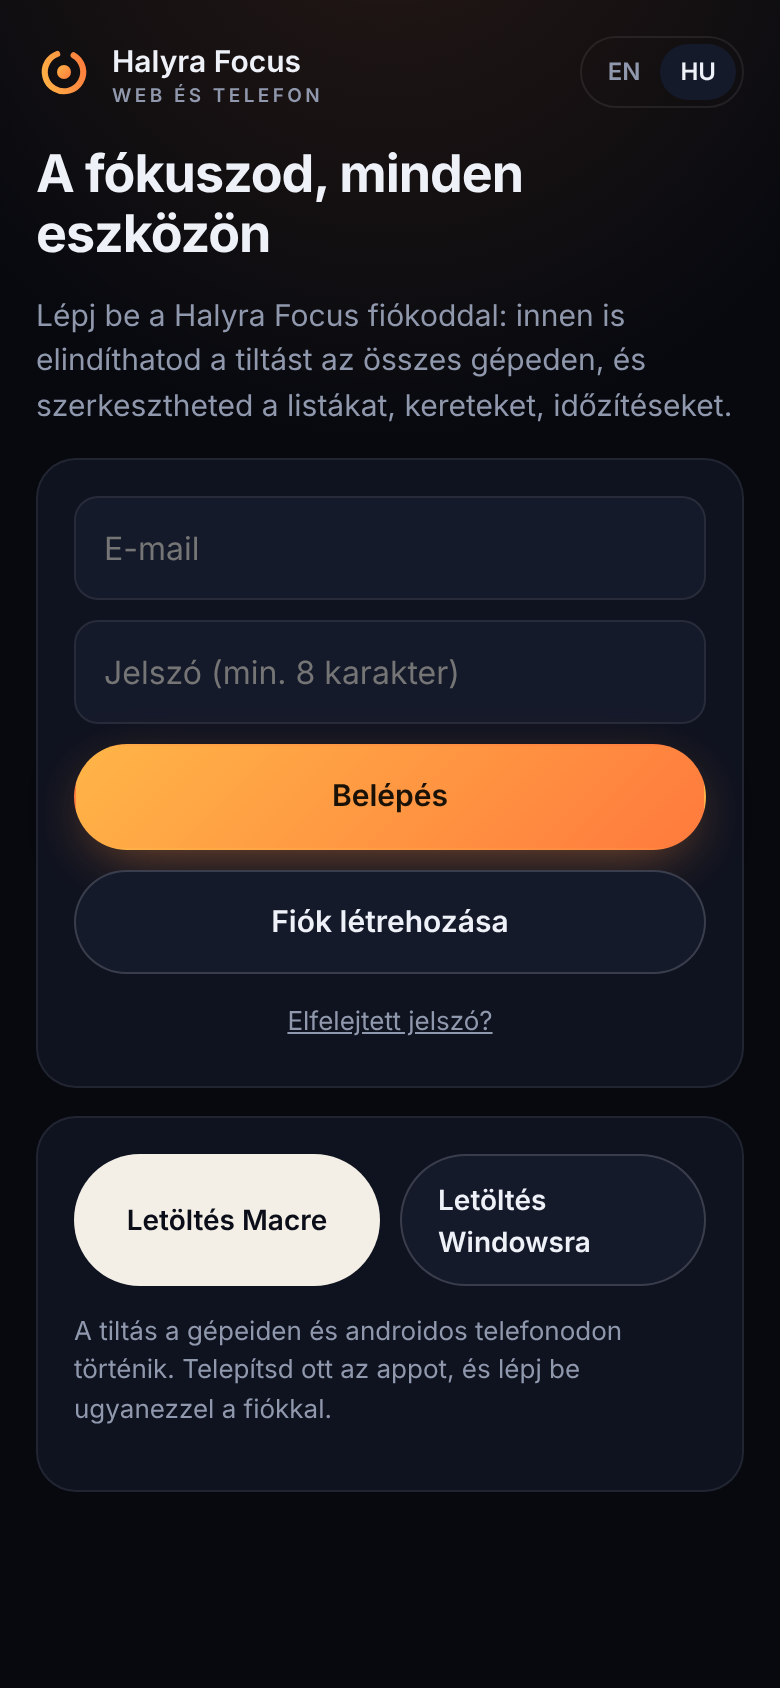 Halyra Focus
WEB ÉS TELEFON
EN
HU
A fókuszod, minden
eszközön
Lépj be a Halyra Focus fiókoddal: innen is
elindíthatod a tiltást az összes gépeden, és
szerkesztheted a listákat, kereteket, időzítéseket.
E-mail
Jelszó (min. 8 karakter)
Belépés
Fiók létrehozása
Elfelejtett jelszó?
Letöltés Macre
Letöltés
Windowsra
A tiltás a gépeiden és androidos telefonodon
történik. Telepítsd ott az appot, és lépj be
ugyanezzel a fiókkal.